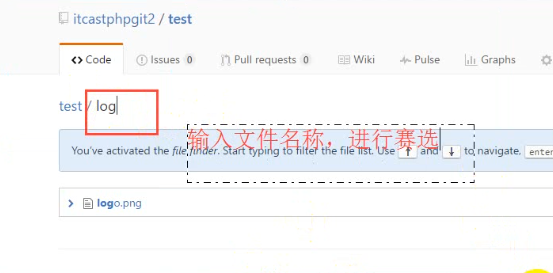 itcastphpgit2 / test
Code Issues 0 Pull requests 0 Wiki Pulse Graphs
test / log
输入文件名称，进行赛选
You've activated the file finder. Start typing to filter the file list. Use ↑ and ↓ to navigate, enter
logo.png